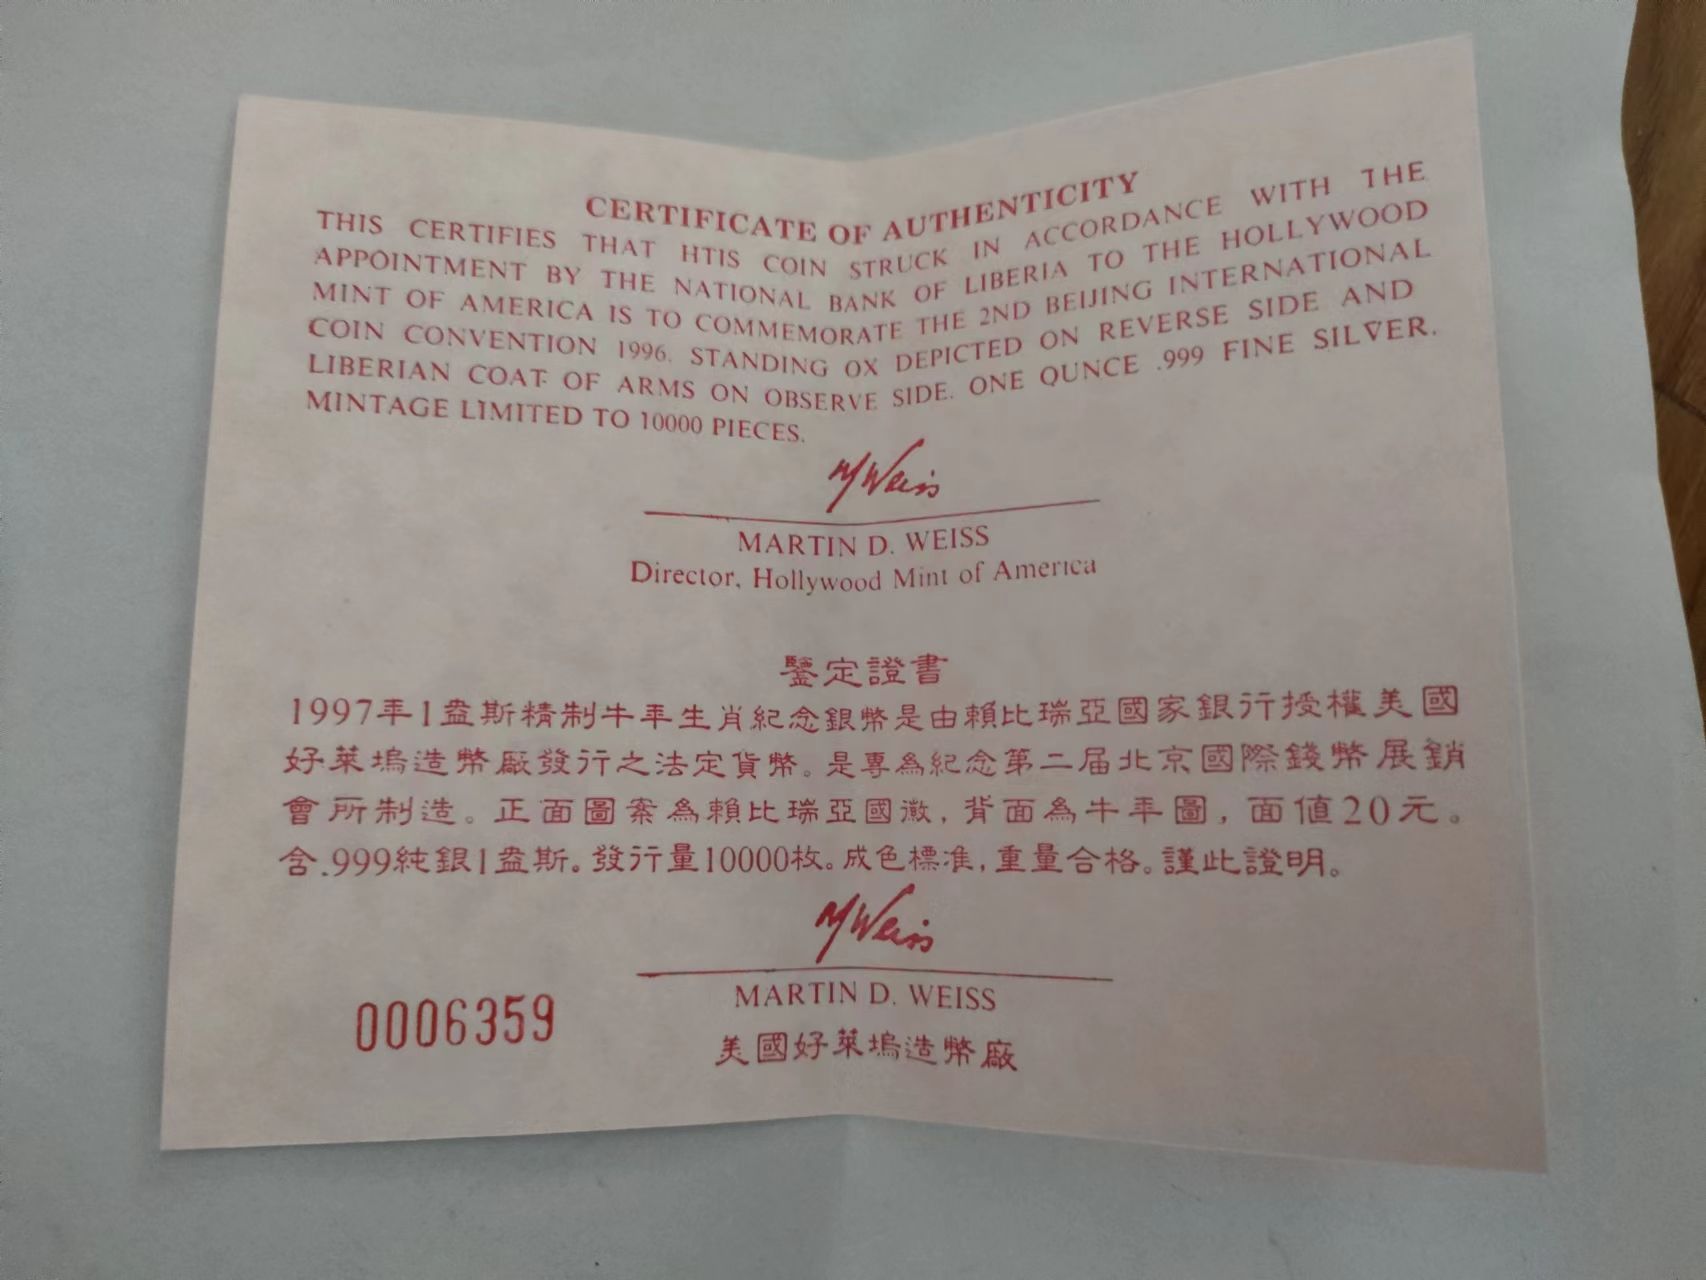 CERTIFICATE OF AUTHENTICITY
THIS CERTIFIES THAT HTIS COIN STRUCK IN ACCORDANCE WITH THE
APPOINTMENT BY THE NATIONAL BANK OF LIBERIA TO THE HOLLYWOOD
MINT OF AMERICA IS TO COMMEMORATE THE 2ND BEIJING INTERNATIONAL
COIN CONVENTION 1996. STANDING OX DEPICTED ON REVERSE SIDE AND
LIBERIAN COAT OF ARMS ON OBSERVE SIDE. ONE QUNCE .999 FINE SILVER.
MINTAGE LIMITED TO 10000 PIECES.
M Weiss
MARTIN D. WEISS
Director, Hollywood Mint of America
鑒定證書
1997年1盎斯精制牛年生肖紀念銀幣是由賴比瑞亞國家銀行授權美國
好萊塢造幣廠發行之法定貨幣。是專為紀念第二届北京國際錢幣展銷
會所制造。正面圖案為賴比瑞亞國徽，背面為牛年圖，面值20元。
含.999純銀1盎斯。發行量10000枚。成色標准，重量合格。謹此證明。
M Weiss
MARTIN D. WEISS
0006359
美國好萊塢造幣廠